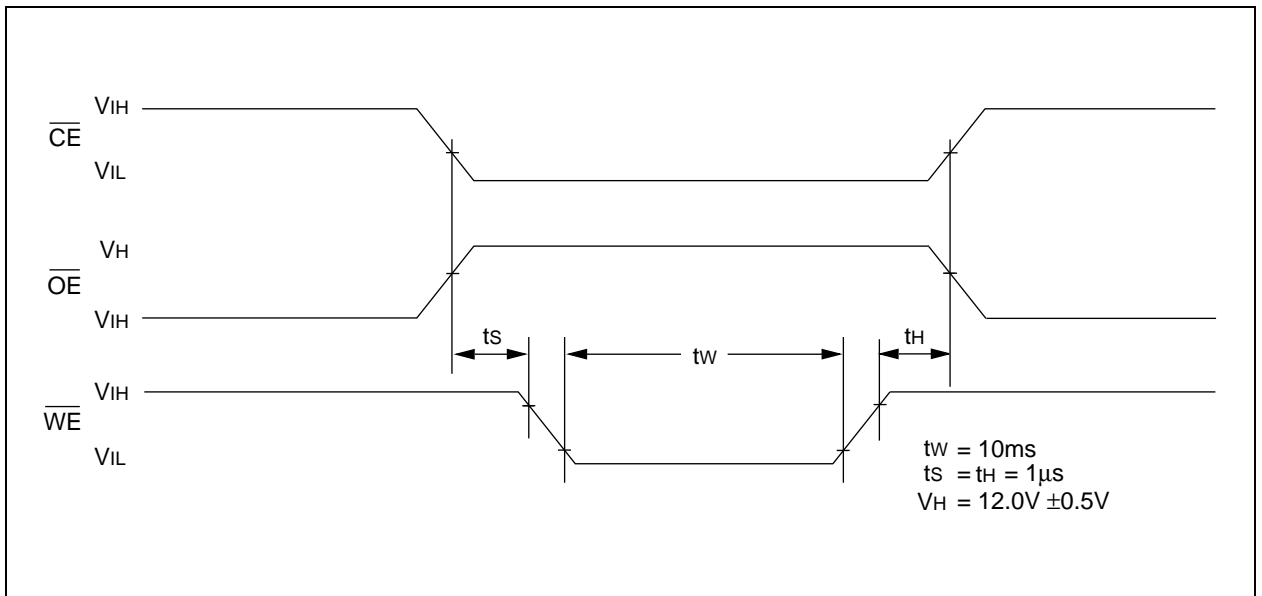 VIH
CE
VIL
VH
OE
VIH
tS
tW
tH
VIH
WE
VIL
tW = 10ms
tS = tH = 1μs
VH = 12.0V ±0.5V